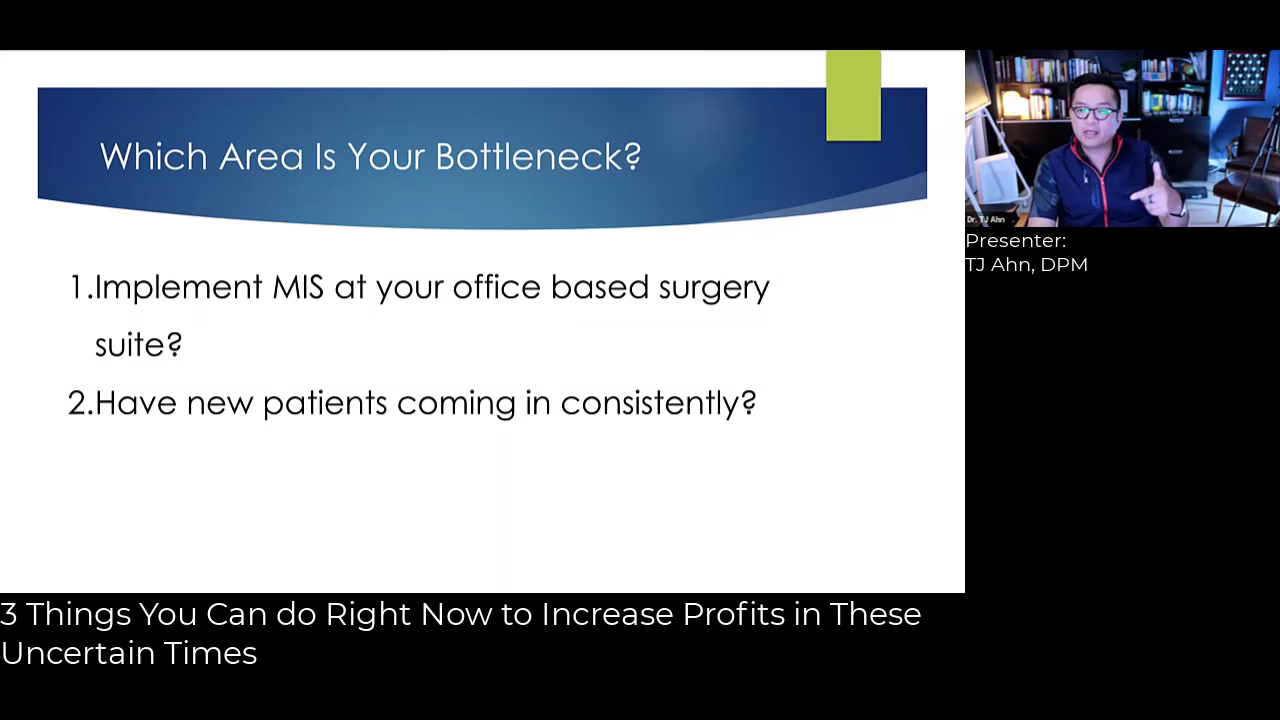 Which Area Is Your Bottleneck?
1.Implement MIS at your office based surgery
suite?
2.Have new patients coming in consistently?
Dr. TJ Ahn
Presenter:
TJ Ahn, DPM
3 Things You Can do Right Now to Increase Profits in These
Uncertain Times